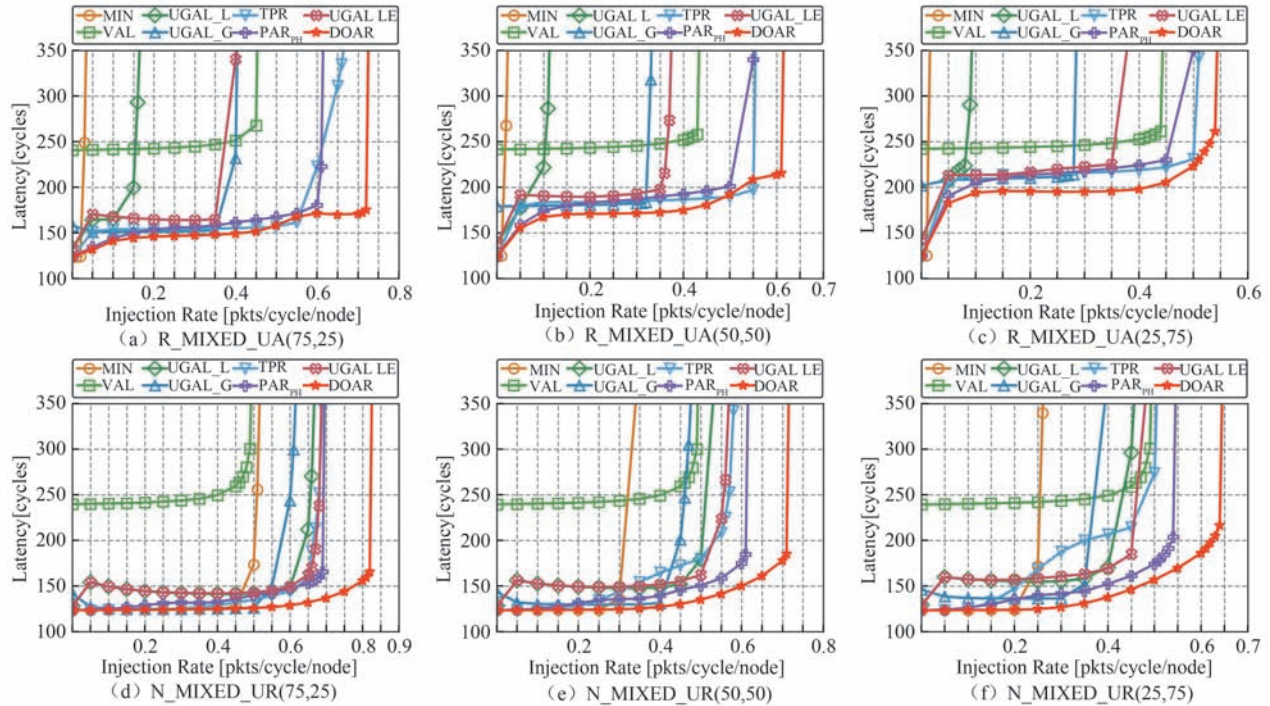 MIN UGAL_L TPR UGAL LE
VAL UGAL_G PAR_PH DOAR
MIN UGAL_L TPR UGAL LE
VAL UGAL_G PAR_PH DOAR
MIN UGAL_L TPR UGAL LE
VAL UGAL_G PAR_PH DOAR
Latency[cycles]
350
300
250
200
150
100
0.2 0.4 0.6 0.8
Injection Rate [pkts/cycle/node]
(a) R_MIXED_UA(75,25)
Latency[cycles]
350
300
250
200
150
100
0.2 0.4 0.6 0.7
Injection Rate [pkts/cycle/node]
(b) R_MIXED_UA(50,50)
Latency[cycles]
350
300
250
200
150
100
0.2 0.4 0.6
Injection Rate [pkts/cycle/node]
(c) R_MIXED_UA(25,75)
MIN UGAL_L TPR UGAL LE
VAL UGAL_G PAR_PH DOAR
MIN UGAL_L TPR UGAL LE
VAL UGAL_G PAR_PH DOAR
MIN UGAL_L TPR UGAL LE
VAL UGAL_G PAR_PH DOAR
Latency[cycles]
350
300
250
200
150
100
0.2 0.4 0.6 0.8 0.9
Injection Rate [pkts/cycle/node]
(d) N_MIXED_UR(75,25)
Latency[cycles]
350
300
250
200
150
100
0.2 0.4 0.6 0.8
Injection Rate [pkts/cycle/node]
(e) N_MIXED_UR(50,50)
Latency[cycles]
350
300
250
200
150
100
0.2 0.4 0.6 0.7
Injection Rate [pkts/cycle/node]
(f) N_MIXED_UR(25,75)